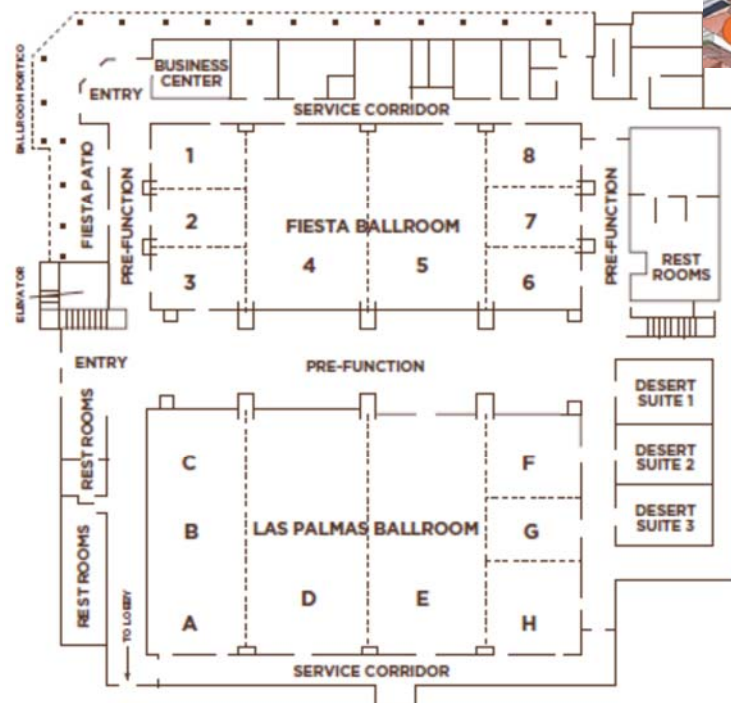 BUSINESS
CENTER
ENTRY
BALLROOM PORTICO
SERVICE CORRIDOR
FIESTA PATIO
PRE-FUNCTION
1
8
2
7
FIESTA BALLROOM
3
4
5
6
PRE-FUNCTION
REST
ROOMS
ELEVATOR
ENTRY
PRE-FUNCTION
DESERT
SUITE 1
REST ROOMS
C
F
DESERT
SUITE 2
B
LAS PALMAS BALLROOM
G
DESERT
SUITE 3
REST ROOMS
D
E
A
H
TO LOBBY
SERVICE CORRIDOR